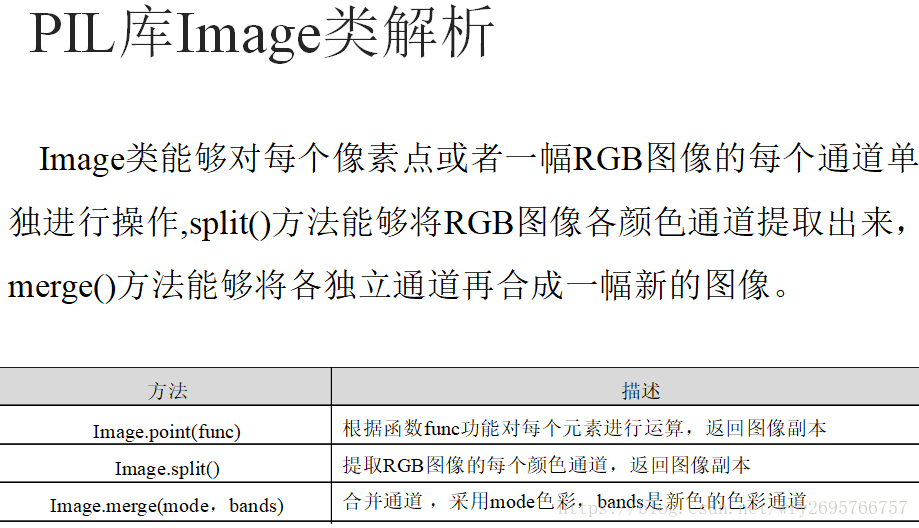 PIL库Image类解析
Image类能够对每个像素点或者一幅RGB图像的每个通道单
独进行操作,split()方法能够将RGB图像各颜色通道提取出来，
merge()方法能够将各独立通道再合成一幅新的图像。
方法 描述
Image.point(func) 根据函数func功能对每个元素进行运算，返回图像副本
Image.split() 提取RGB图像的每个颜色通道，返回图像副本
Image.merge(mode，bands) 合并通道 ，采用mode色彩，bands是新色的色彩通道